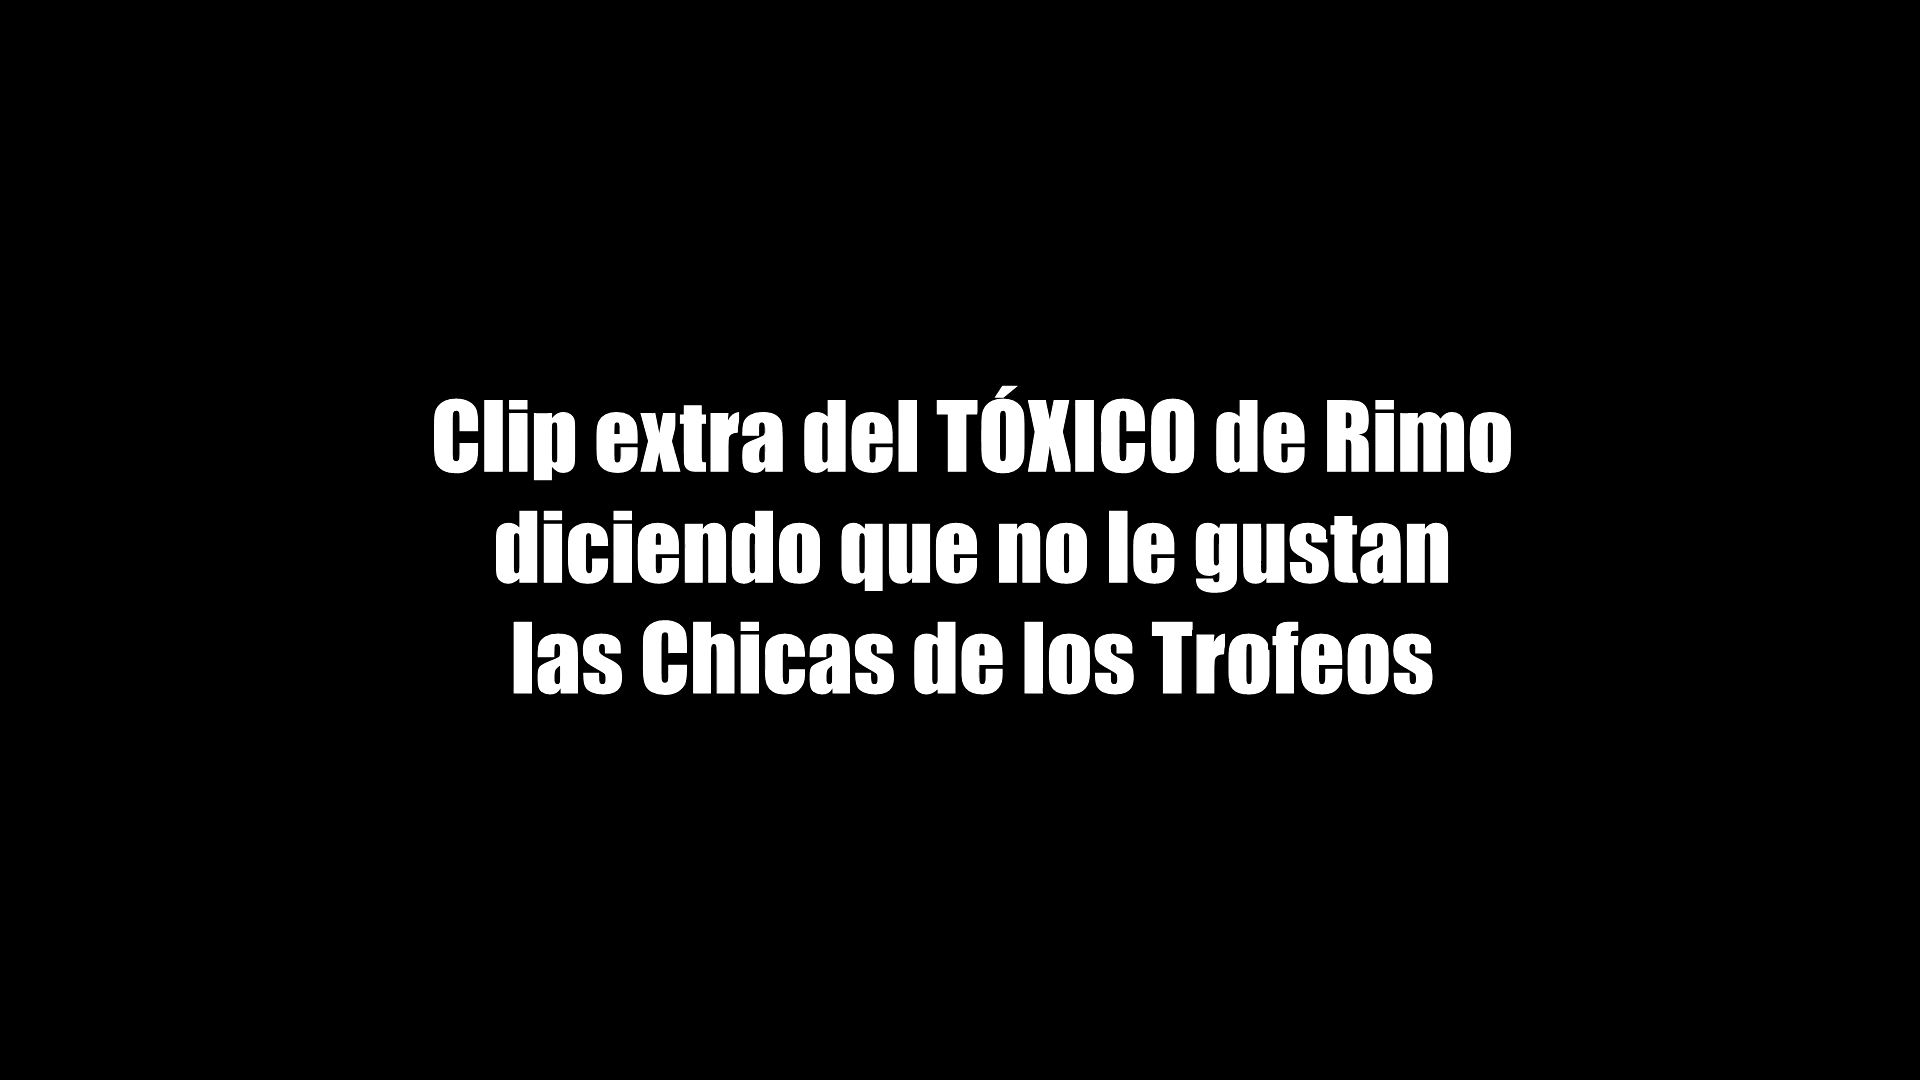 Clip extra del TÓXICO de Rimo
diciendo que no le gustan
las Chicas de los Trofeos